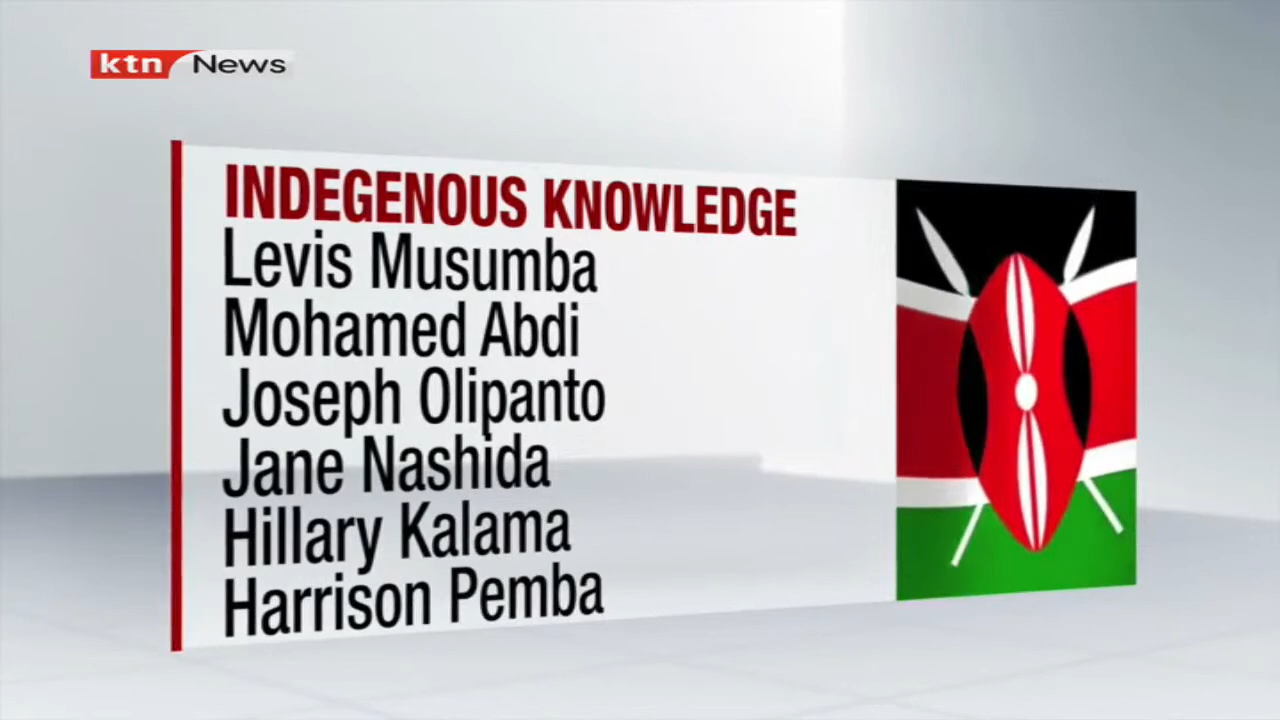 ktn News
INDEGENOUS KNOWLEDGE
Levis Musumba
Mohamed Abdi
Joseph Olipanto
Jane Nashida
Hillary Kalama
Harrison Pemba